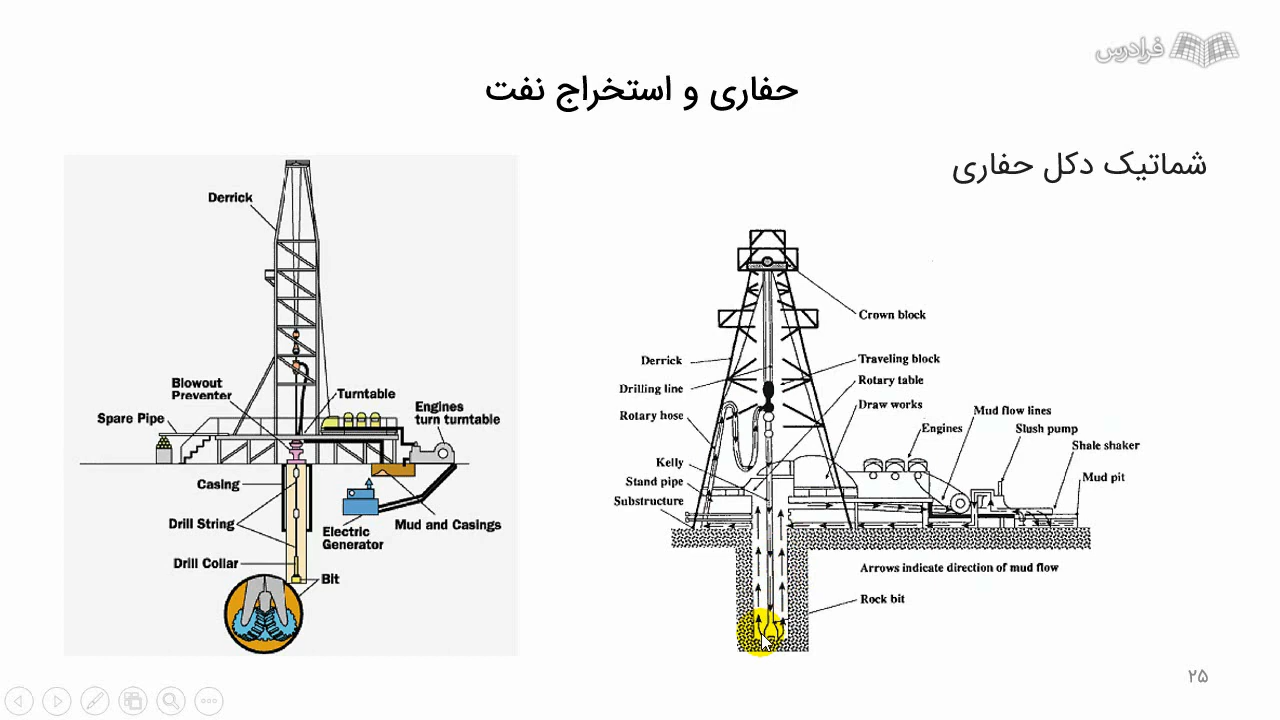 فرادرس
حفاری و استخراج نفت
شماتیک دکل حفاری
Derrick
Blowout
Preventer
Turntable
Spare Pipe
Engines
turn turntable
Casing
Drill String
Electric
Generator
Mud and Casings
Drill Collar
Bit
Crown block
Derrick
Traveling block
Drilling line
Rotary table
Rotary hose
Draw works
Mud flow lines
Engines
Slush pump
Shale shaker
Kelly
Stand pipe
Mud pit
Substructure
Arrows indicate direction of mud flow
Rock bit
۲۵